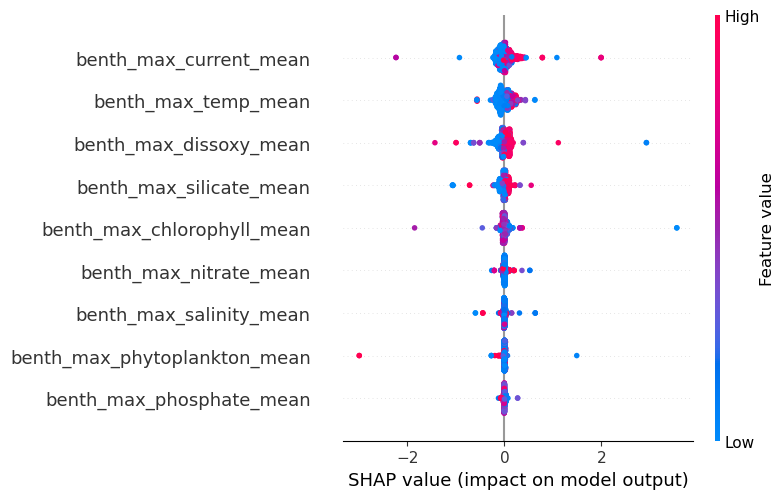 High
benth_max_current_mean
benth_max_temp_mean
benth_max_dissoxy_mean
benth_max_silicate_mean
benth_max_chlorophyll_mean
benth_max_nitrate_mean
benth_max_salinity_mean
benth_max_phytoplankton_mean
benth_max_phosphate_mean
Feature value
Low
−2 0 2
SHAP value (impact on model output)